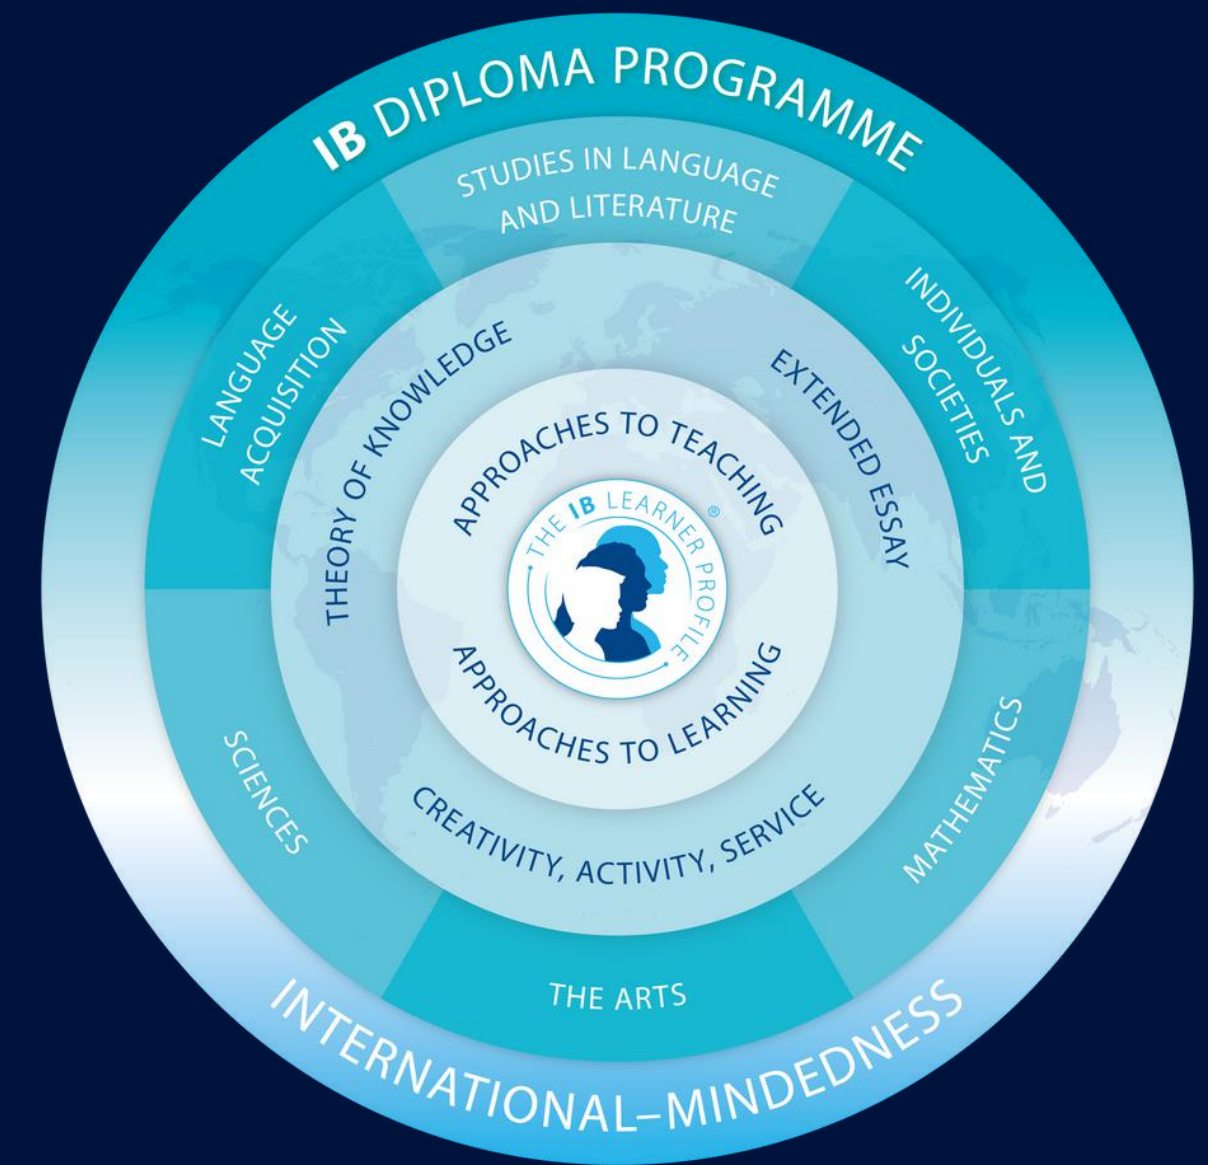 IB DIPLOMA PROGRAMME
STUDIES IN LANGUAGE
AND LITERATURE
LANGUAGE
ACQUISITION
INDIVIDUALS AND
SOCIETIES
THEORY OF KNOWLEDGE
EXTENDED ESSAY
APPROACHES TO TEACHING
THE IB LEARNER PROFILE
®
APPROACHES TO LEARNING
CREATIVITY, ACTIVITY, SERVICE
SCIENCES
MATHEMATICS
THE ARTS
INTERNATIONAL–MINDEDNESS